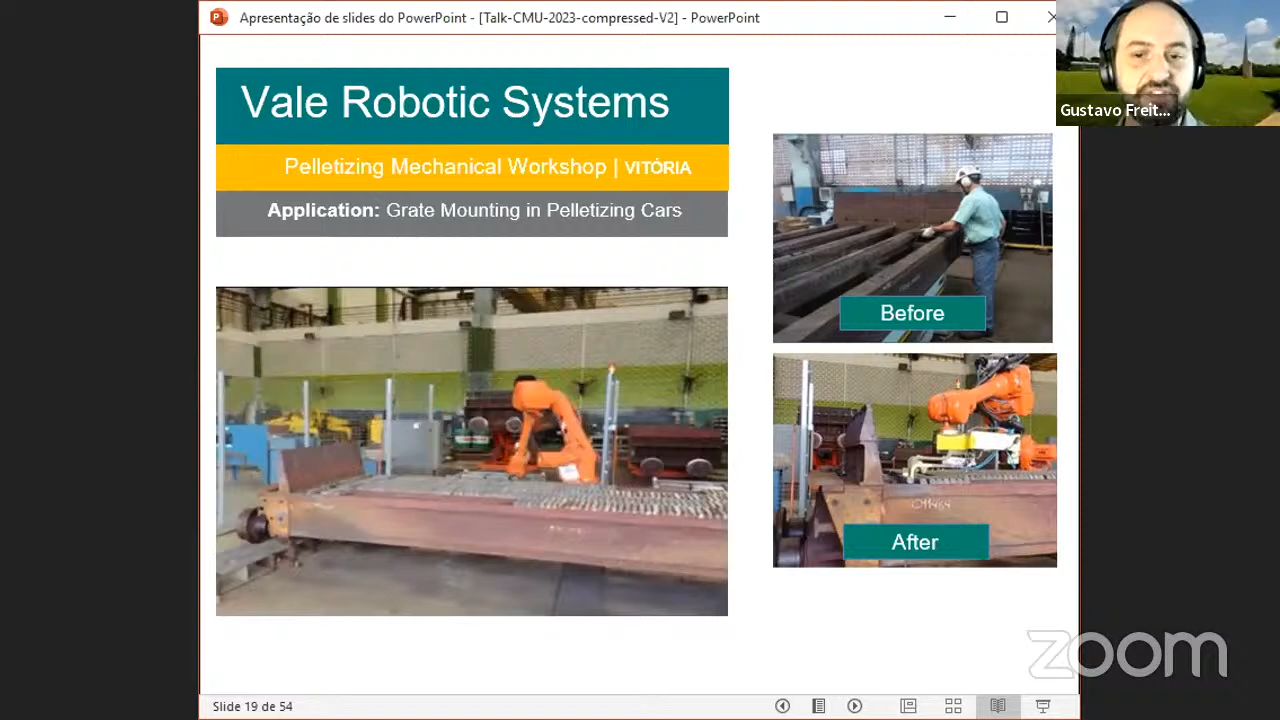 Apresentação de slides do PowerPoint - [Talk-CMU-2023-compressed-V2] - PowerPoint
Gustavo Freit...
Vale Robotic Systems
Pelletizing Mechanical Workshop | VITÓRIA
Application: Grate Mounting in Pelletizing Cars
Before
After
zoom
Slide 19 de 54